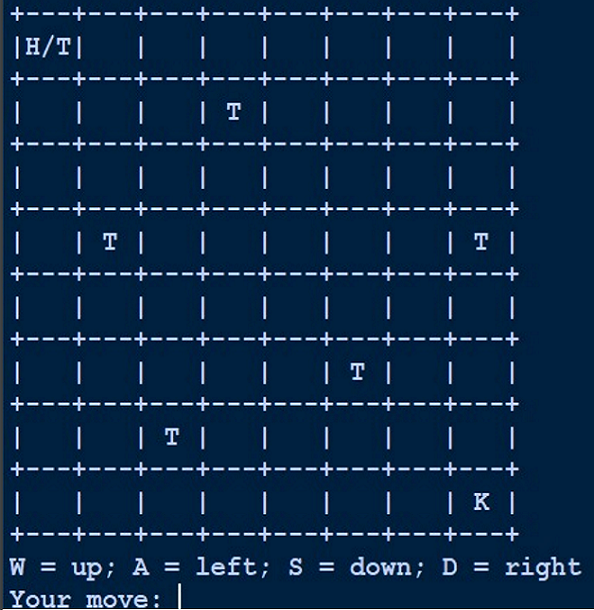 +---+---+---+---+---+---+---+---+
|H/T|   |   |   |   |   |   |   |
+---+---+---+---+---+---+---+---+
|   |   |   | T |   |   |   |   |
+---+---+---+---+---+---+---+---+
|   |   |   |   |   |   |   |   |
+---+---+---+---+---+---+---+---+
|   | T |   |   |   |   |   | T |
+---+---+---+---+---+---+---+---+
|   |   |   |   |   |   |   |   |
+---+---+---+---+---+---+---+---+
|   |   |   |   |   | T |   |   |
+---+---+---+---+---+---+---+---+
|   |   | T |   |   |   |   |   |
+---+---+---+---+---+---+---+---+
|   |   |   |   |   |   |   | K |
+---+---+---+---+---+---+---+---+
W = up; A = left; S = down; D = right
Your move: